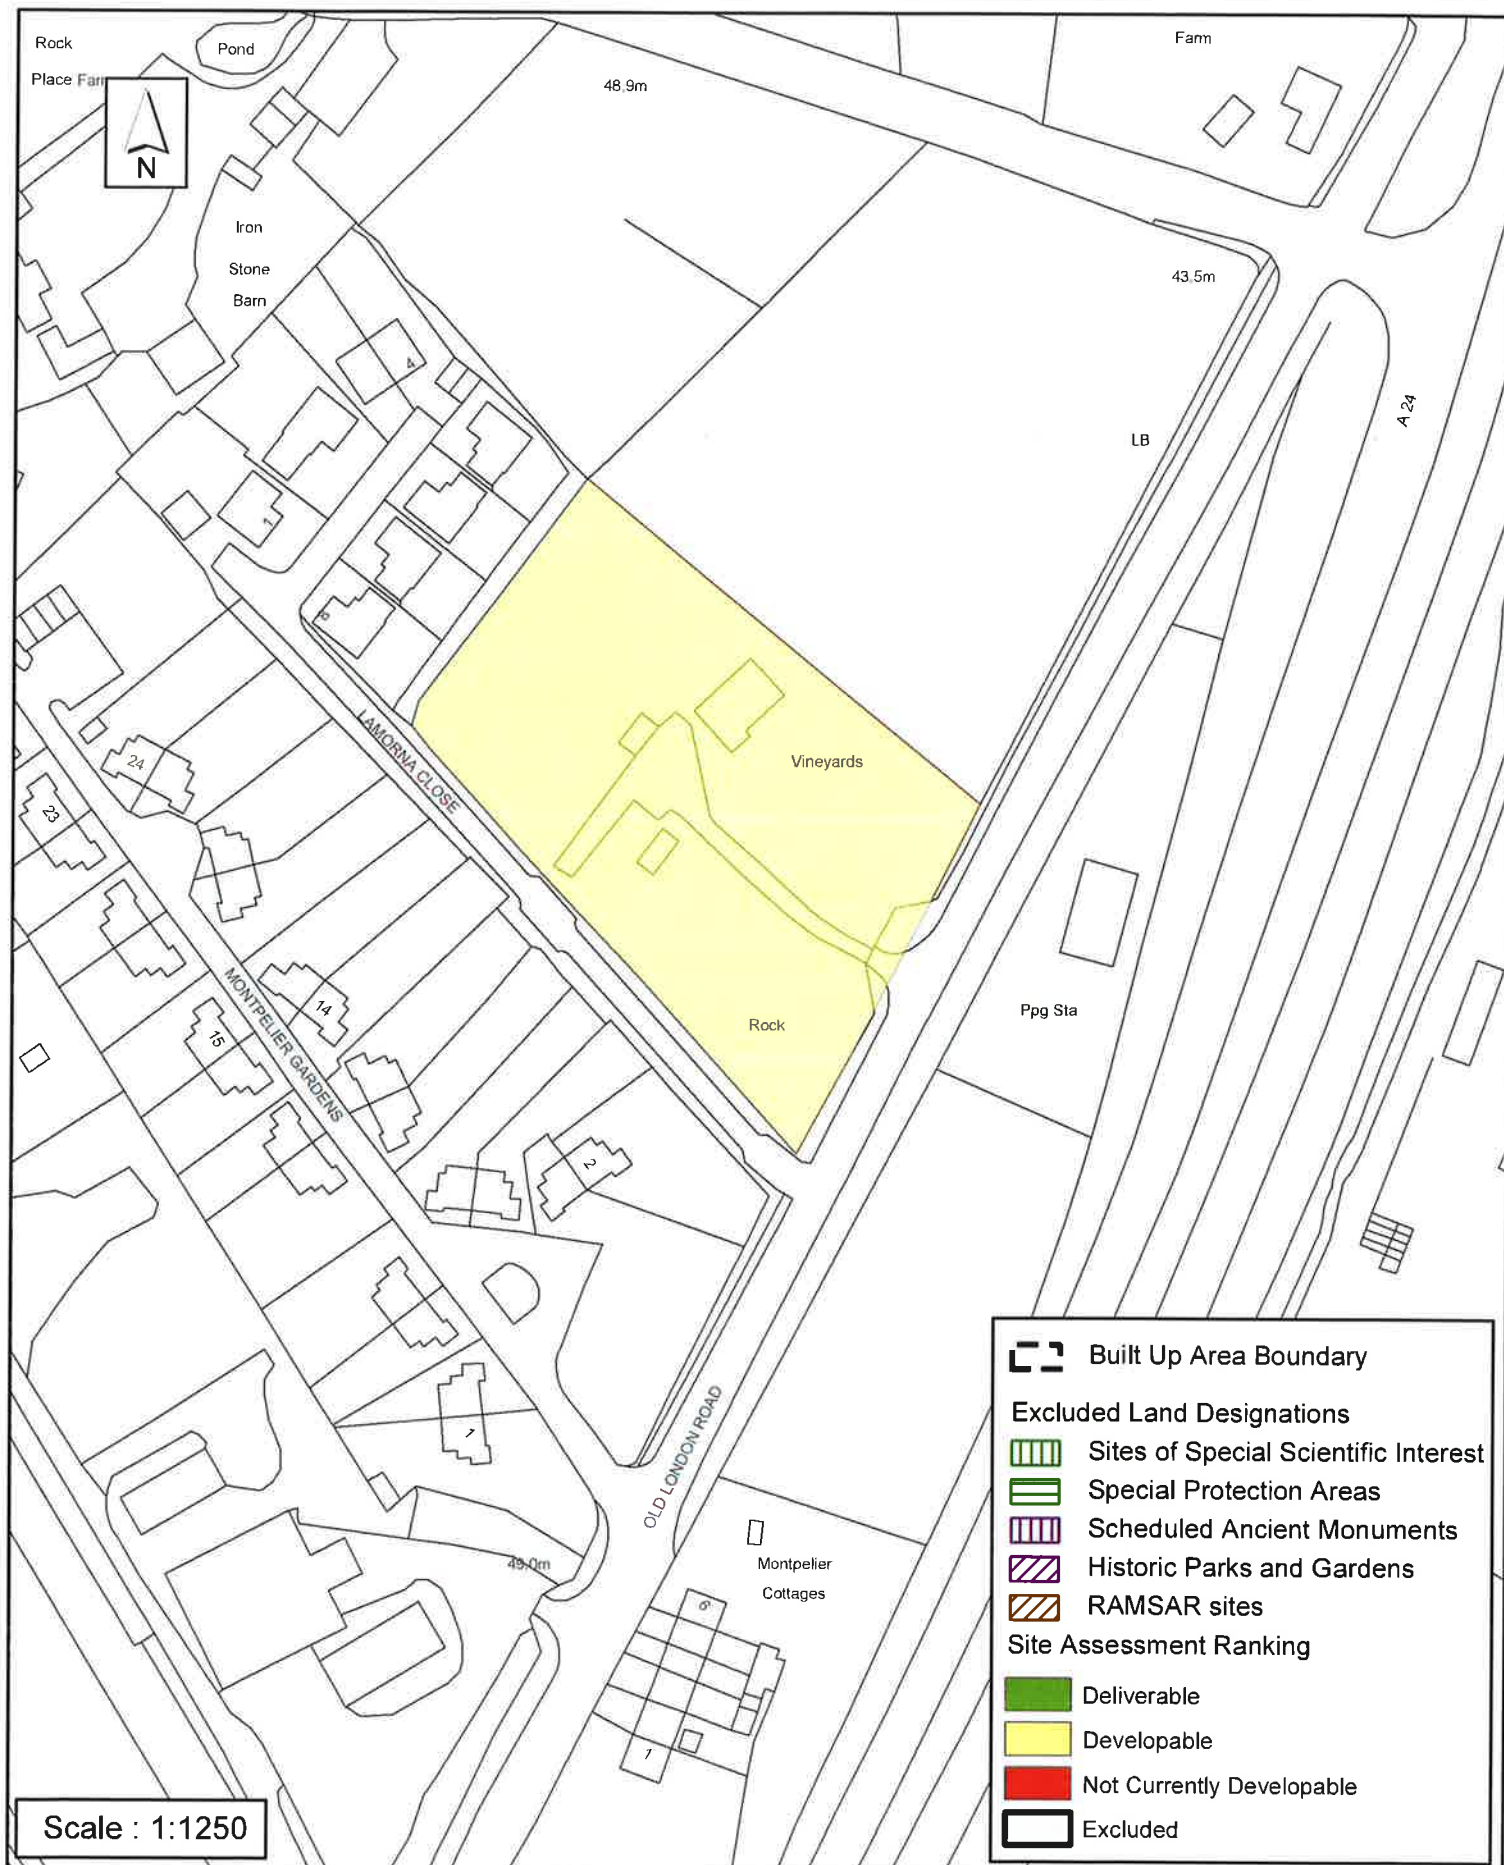 Rock
Place Farm
Pond
N
48.9m
Farm
Iron
Stone
Barn
43.5m
4
A 24
LB
1
8
LAMORNA CLOSE
Vineyards
24
23
14
15
MONTPELIER GARDENS
Rock
Ppg Sta
2
1
OLD LONDON ROAD
49.0m
Montpelier
Cottages
6
1
Built Up Area Boundary
Excluded Land Designations
Sites of Special Scientific Interest
Special Protection Areas
Scheduled Ancient Monuments
Historic Parks and Gardens
RAMSAR sites
Site Assessment Ranking
Deliverable
Developable
Not Currently Developable
Excluded
Scale : 1:1250